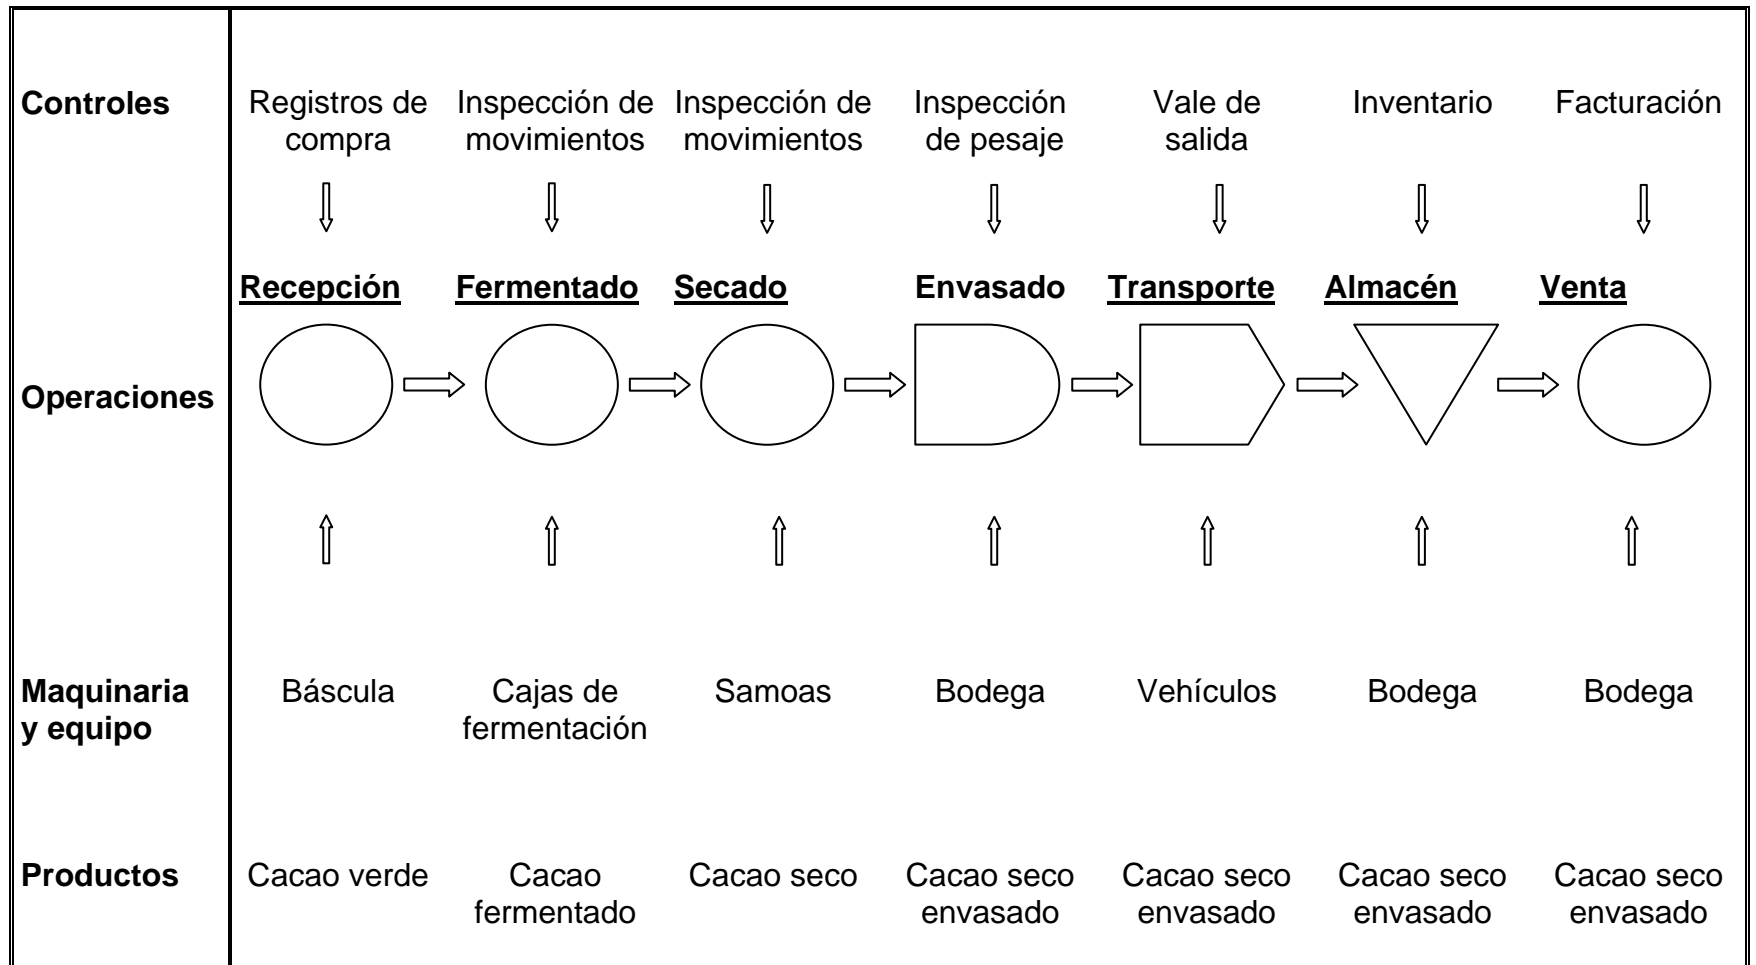 Controles
Registros de
compra
Inspección de
movimientos
Inspección de
movimientos
Inspección
de pesaje
Vale de
salida
Inventario
Facturación
Operaciones
Recepción
Fermentado
Secado
Envasado
Transporte
Almacén
Venta
Maquinaria
y equipo
Báscula
Cajas de
fermentación
Samoas
Bodega
Vehículos
Bodega
Bodega
Productos
Cacao verde
Cacao
fermentado
Cacao seco
Cacao seco
envasado
Cacao seco
envasado
Cacao seco
envasado
Cacao seco
envasado